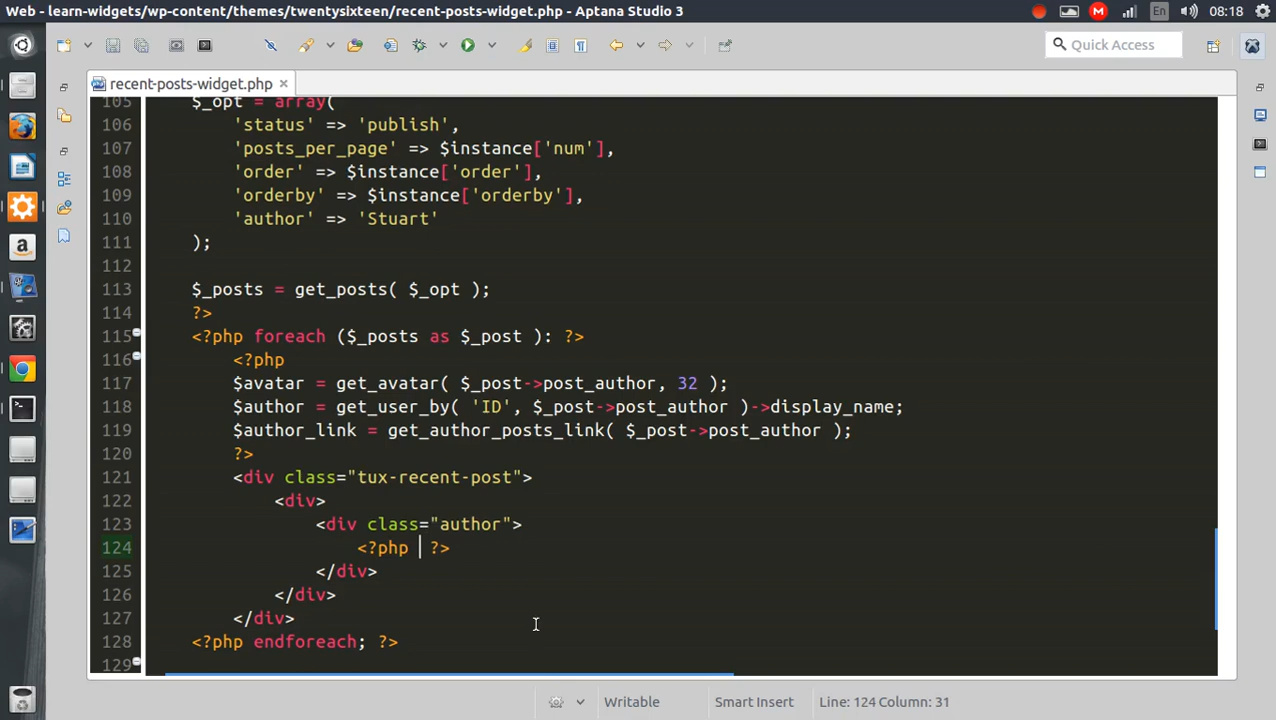 Web - learn-widgets/wp-content/themes/twentysixteen/recent-posts-widget.php - Aptana Studio 3
En
08:18
Quick Access
recent-posts-widget.php
105 $_opt = array(
106 'status' => 'publish',
107 'posts_per_page' => $instance['num'],
108 'order' => $instance['order'],
109 'orderby' => $instance['orderby'],
110 'author' => 'Stuart'
111 );
112
113 $_posts = get_posts( $_opt );
114 ?>
115 <?php foreach ($_posts as $_post ): ?>
116 <?php
117 $avatar = get_avatar( $_post->post_author, 32 );
118 $author = get_user_by( 'ID', $_post->post_author )->display_name;
119 $author_link = get_author_posts_link( $_post->post_author );
120 ?>
121 <div class="tux-recent-post">
122 <div>
123 <div class="author">
124 <?php ?>
125 </div>
126 </div>
127 </div>
128 <?php endforeach; ?>
129
Writable
Smart Insert
Line: 124 Column: 31